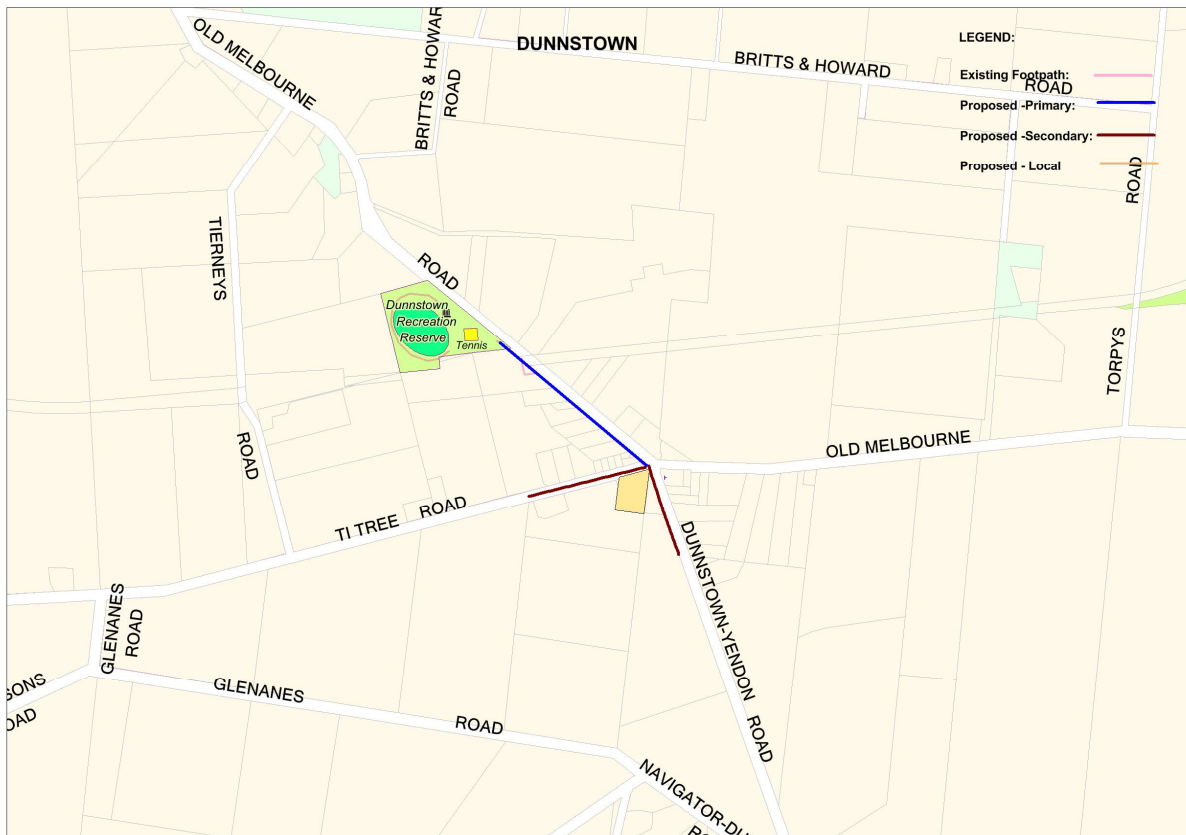 OLD MELBOURNE
ROAD
BRITTS & HOWARD
ROAD
DUNNSTOWN
BRITTS & HOWARD
ROAD
LEGEND:
Existing Footpath:
Proposed -Primary:
Proposed -Secondary:
Proposed - Local
ROAD
TORPYS
TIERNEYS
ROAD
Dunnstown
Recreation
Reserve
Tennis
OLD MELBOURNE
TI TREE ROAD
DUNNSTOWN-YENDON ROAD
GLENANES
ROAD
GLENANES
ROAD
SONS
OAD
NAVIGATOR-DU